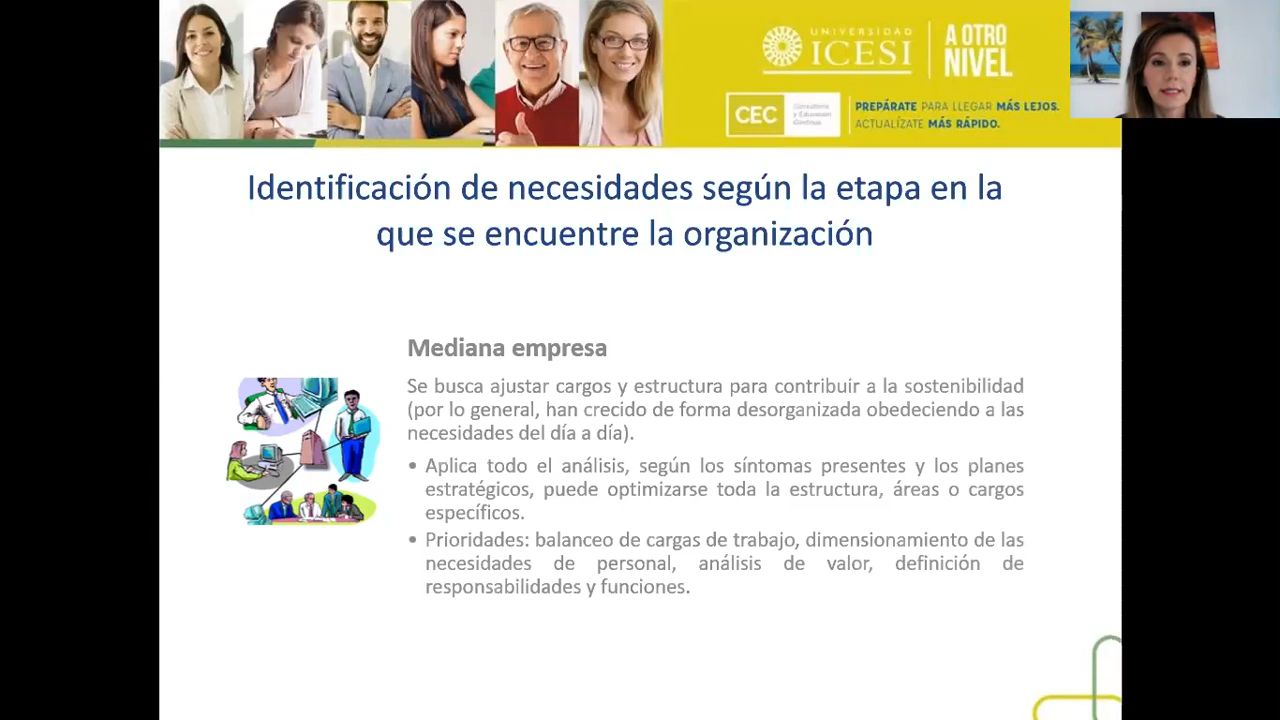 UNIVERSIDAD
ICESI
A OTRO
NIVEL
CEC
Consultoría
y Educación
Continua
PREPÁRATE PARA LLEGAR MÁS LEJOS.
ACTUALÍZATE MÁS RÁPIDO.
Identificación de necesidades según la etapa en la
que se encuentre la organización
Mediana empresa
Se busca ajustar cargos y estructura para contribuir a la sostenibilidad
(por lo general, han crecido de forma desorganizada obedeciendo a las
necesidades del día a día).
• Aplica todo el análisis, según los síntomas presentes y los planes
estratégicos, puede optimizarse toda la estructura, áreas o cargos
específicos.
• Prioridades: balanceo de cargas de trabajo, dimensionamiento de las
necesidades de personal, análisis de valor, definición de
responsabilidades y funciones.